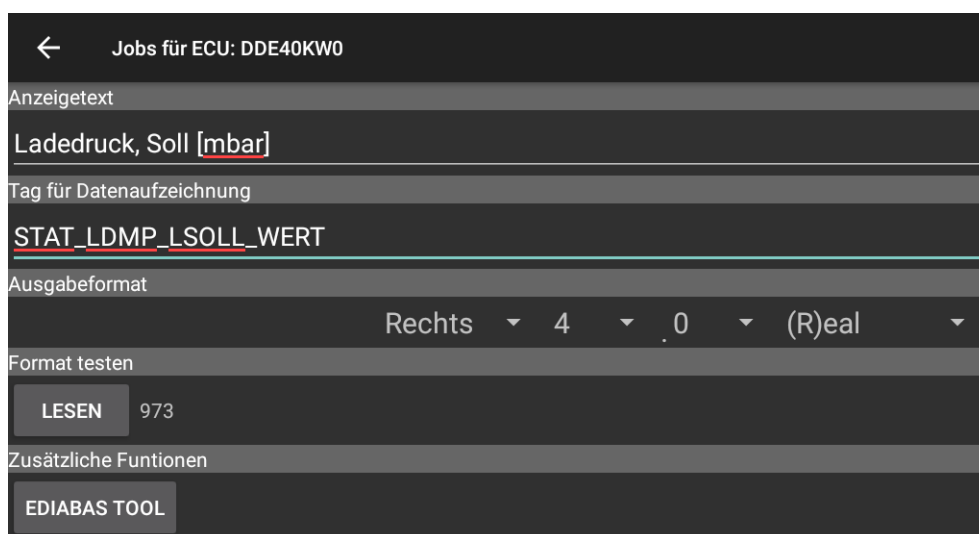 Jobs für ECU: DDE40KW0
Anzeigetext
Ladedruck, Soll [mbar]
Tag für Datenaufzeichnung
STAT_LDMP_LSOLL_WERT
Ausgabeformat
Rechts 4 . 0 (R)eal
Format testen
LESEN 973
Zusätzliche Funtionen
EDIABAS TOOL